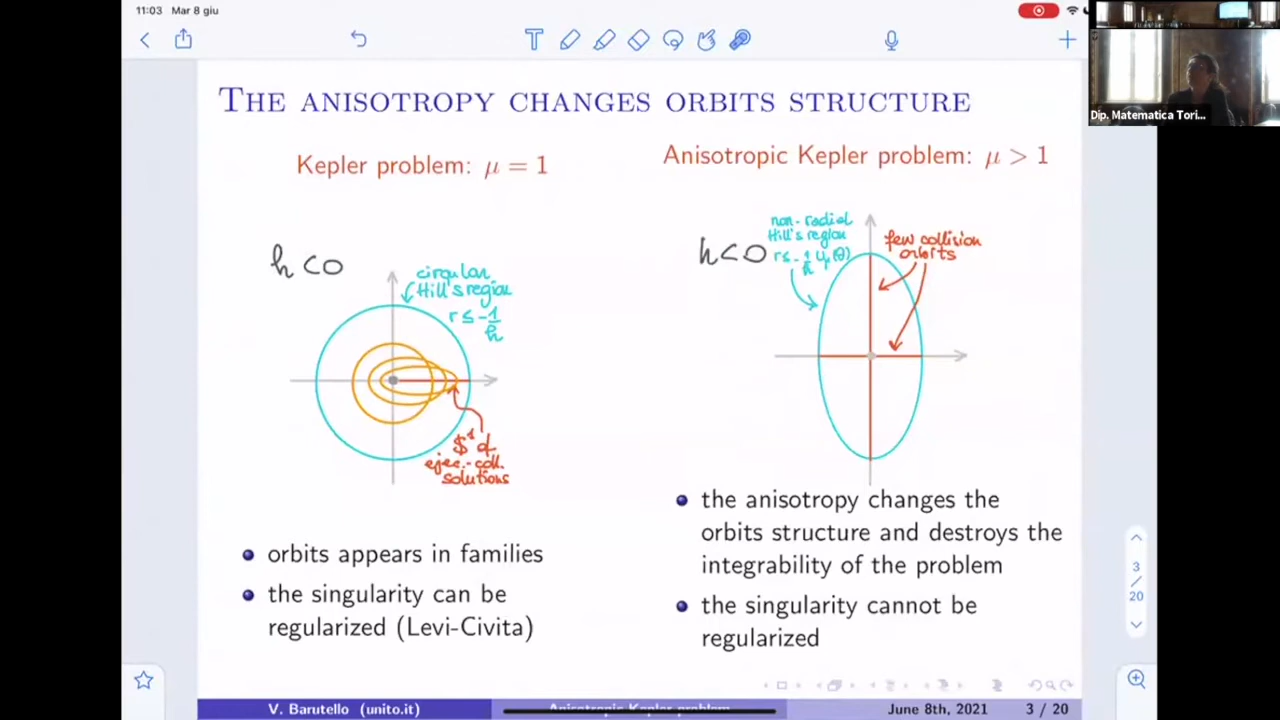 11:03 Mar 8 giu
Dip. Matematica Tori...
THE ANISOTROPY CHANGES ORBITS STRUCTURE
Kepler problem: μ = 1
h<0
circular
Hill's region
r ≤ -1/h
$¹ of
ejec.-coll.
solutions
orbits appears in families
the singularity can be
regularized (Levi-Civita)
Anisotropic Kepler problem: μ > 1
h<0
non-radial
Hill's region
few collision
orbits
the anisotropy changes the
orbits structure and destroys the
integrability of the problem
the singularity cannot be
regularized
3
/
20
V. Barutello (unito.it)
Anisotropic Kepler problem
June 8th, 2021
3 / 20